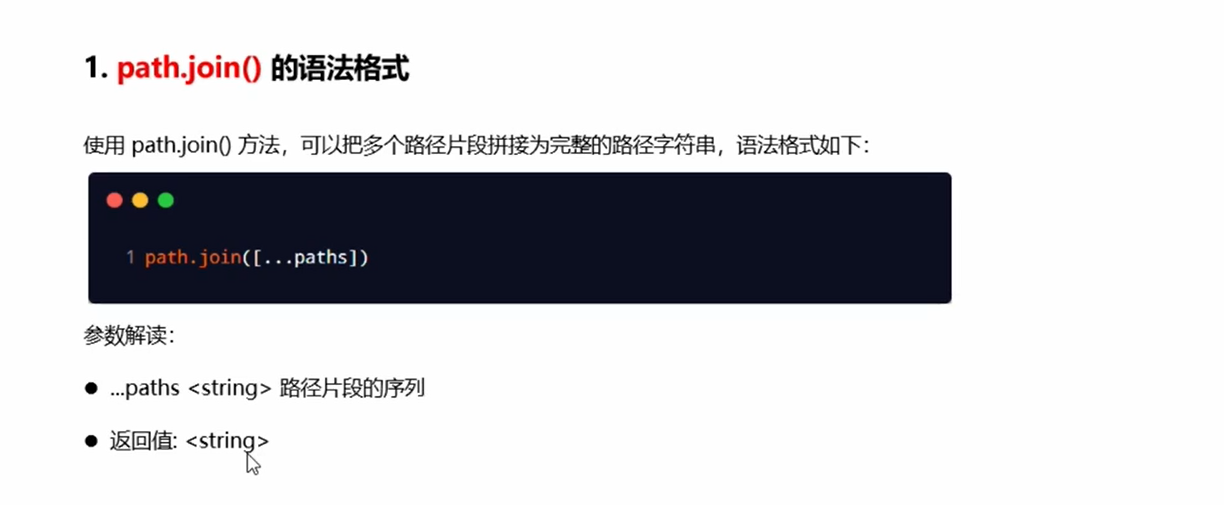 1. path.join() 的语法格式
使用 path.join() 方法，可以把多个路径片段拼接为完整的路径字符串，语法格式如下：
1 path.join([...paths])
参数解读：
● ...paths <string> 路径片段的序列
● 返回值: <string>